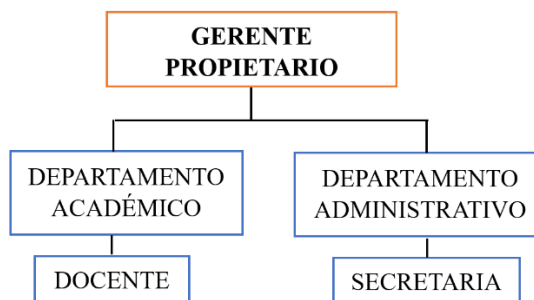 GERENTE
PROPIETARIO
DEPARTAMENTO
ACADÉMICO
DEPARTAMENTO
ADMINISTRATIVO
DOCENTE
SECRETARIA